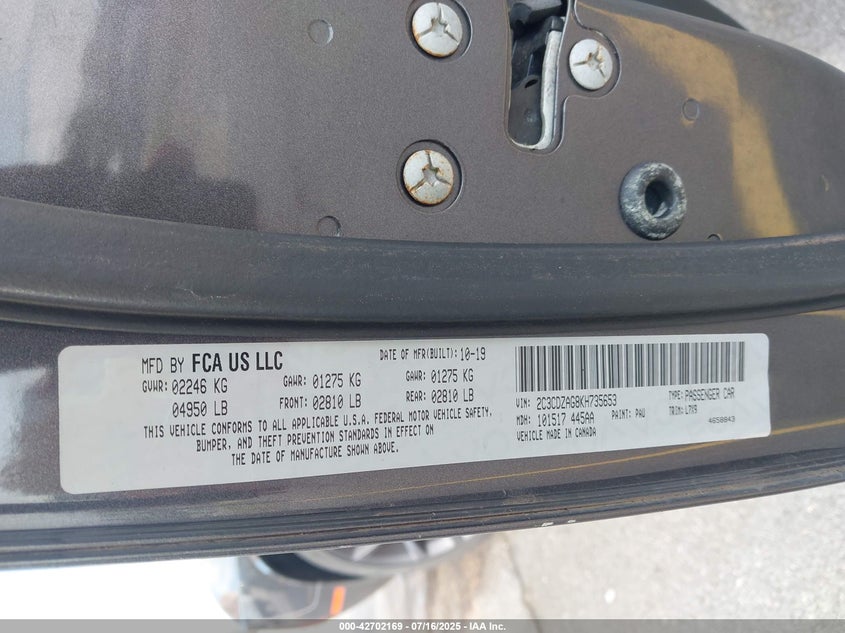 MFD BY FCA US LLC DATE OF MFR(BUILT): 10-19
GVWR: 02246 KG GAWR: 01275 KG GAWR: 01275 KG
04950 LB FRONT: 02810 LB REAR: 02810 LB
THIS VEHICLE CONFORMS TO ALL APPLICABLE U.S.A. FEDERAL MOTOR VEHICLE SAFETY,
BUMPER, AND THEFT PREVENTION STANDARDS IN EFFECT ON
THE DATE OF MANUFACTURE SHOWN ABOVE.
VIN: 2C3CDZAG8KH735653 TYPE: PASSENGER CAR
MDH: 101517 445AA PAINT: PAU TRIM: L7X9
VEHICLE MADE IN CANADA 4658843
000-42702169 - 07/16/2025 - IAA Inc.